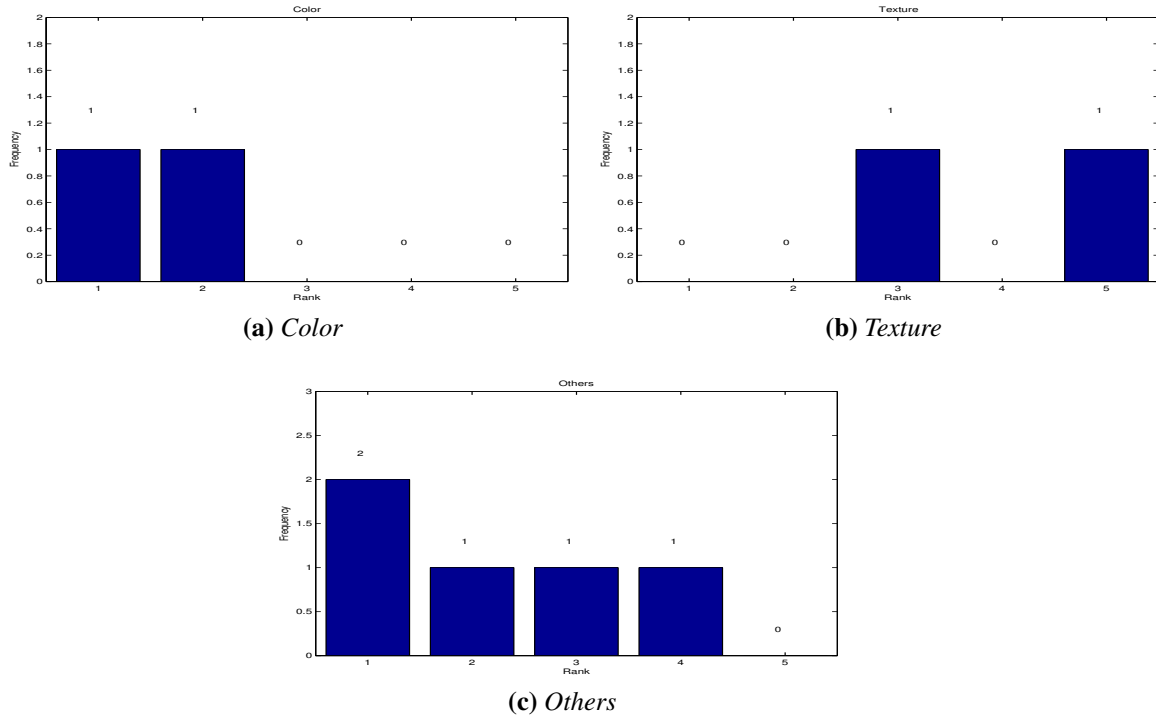 Color
2
1.8
1.6
1.4
1.2
1
0.8
0.6
0.4
0.2
0
Frequency
1 1 0 0 0
1 2 3 4 5
Rank
(a) Color
Texture
2
1.8
1.6
1.4
1.2
1
0.8
0.6
0.4
0.2
0
Frequency
0 0 1 0 1
1 2 3 4 5
Rank
(b) Texture
Others
3
2.5
2
1.5
1
0.5
0
Frequency
2 1 1 1 0
1 2 3 4 5
Rank
(c) Others